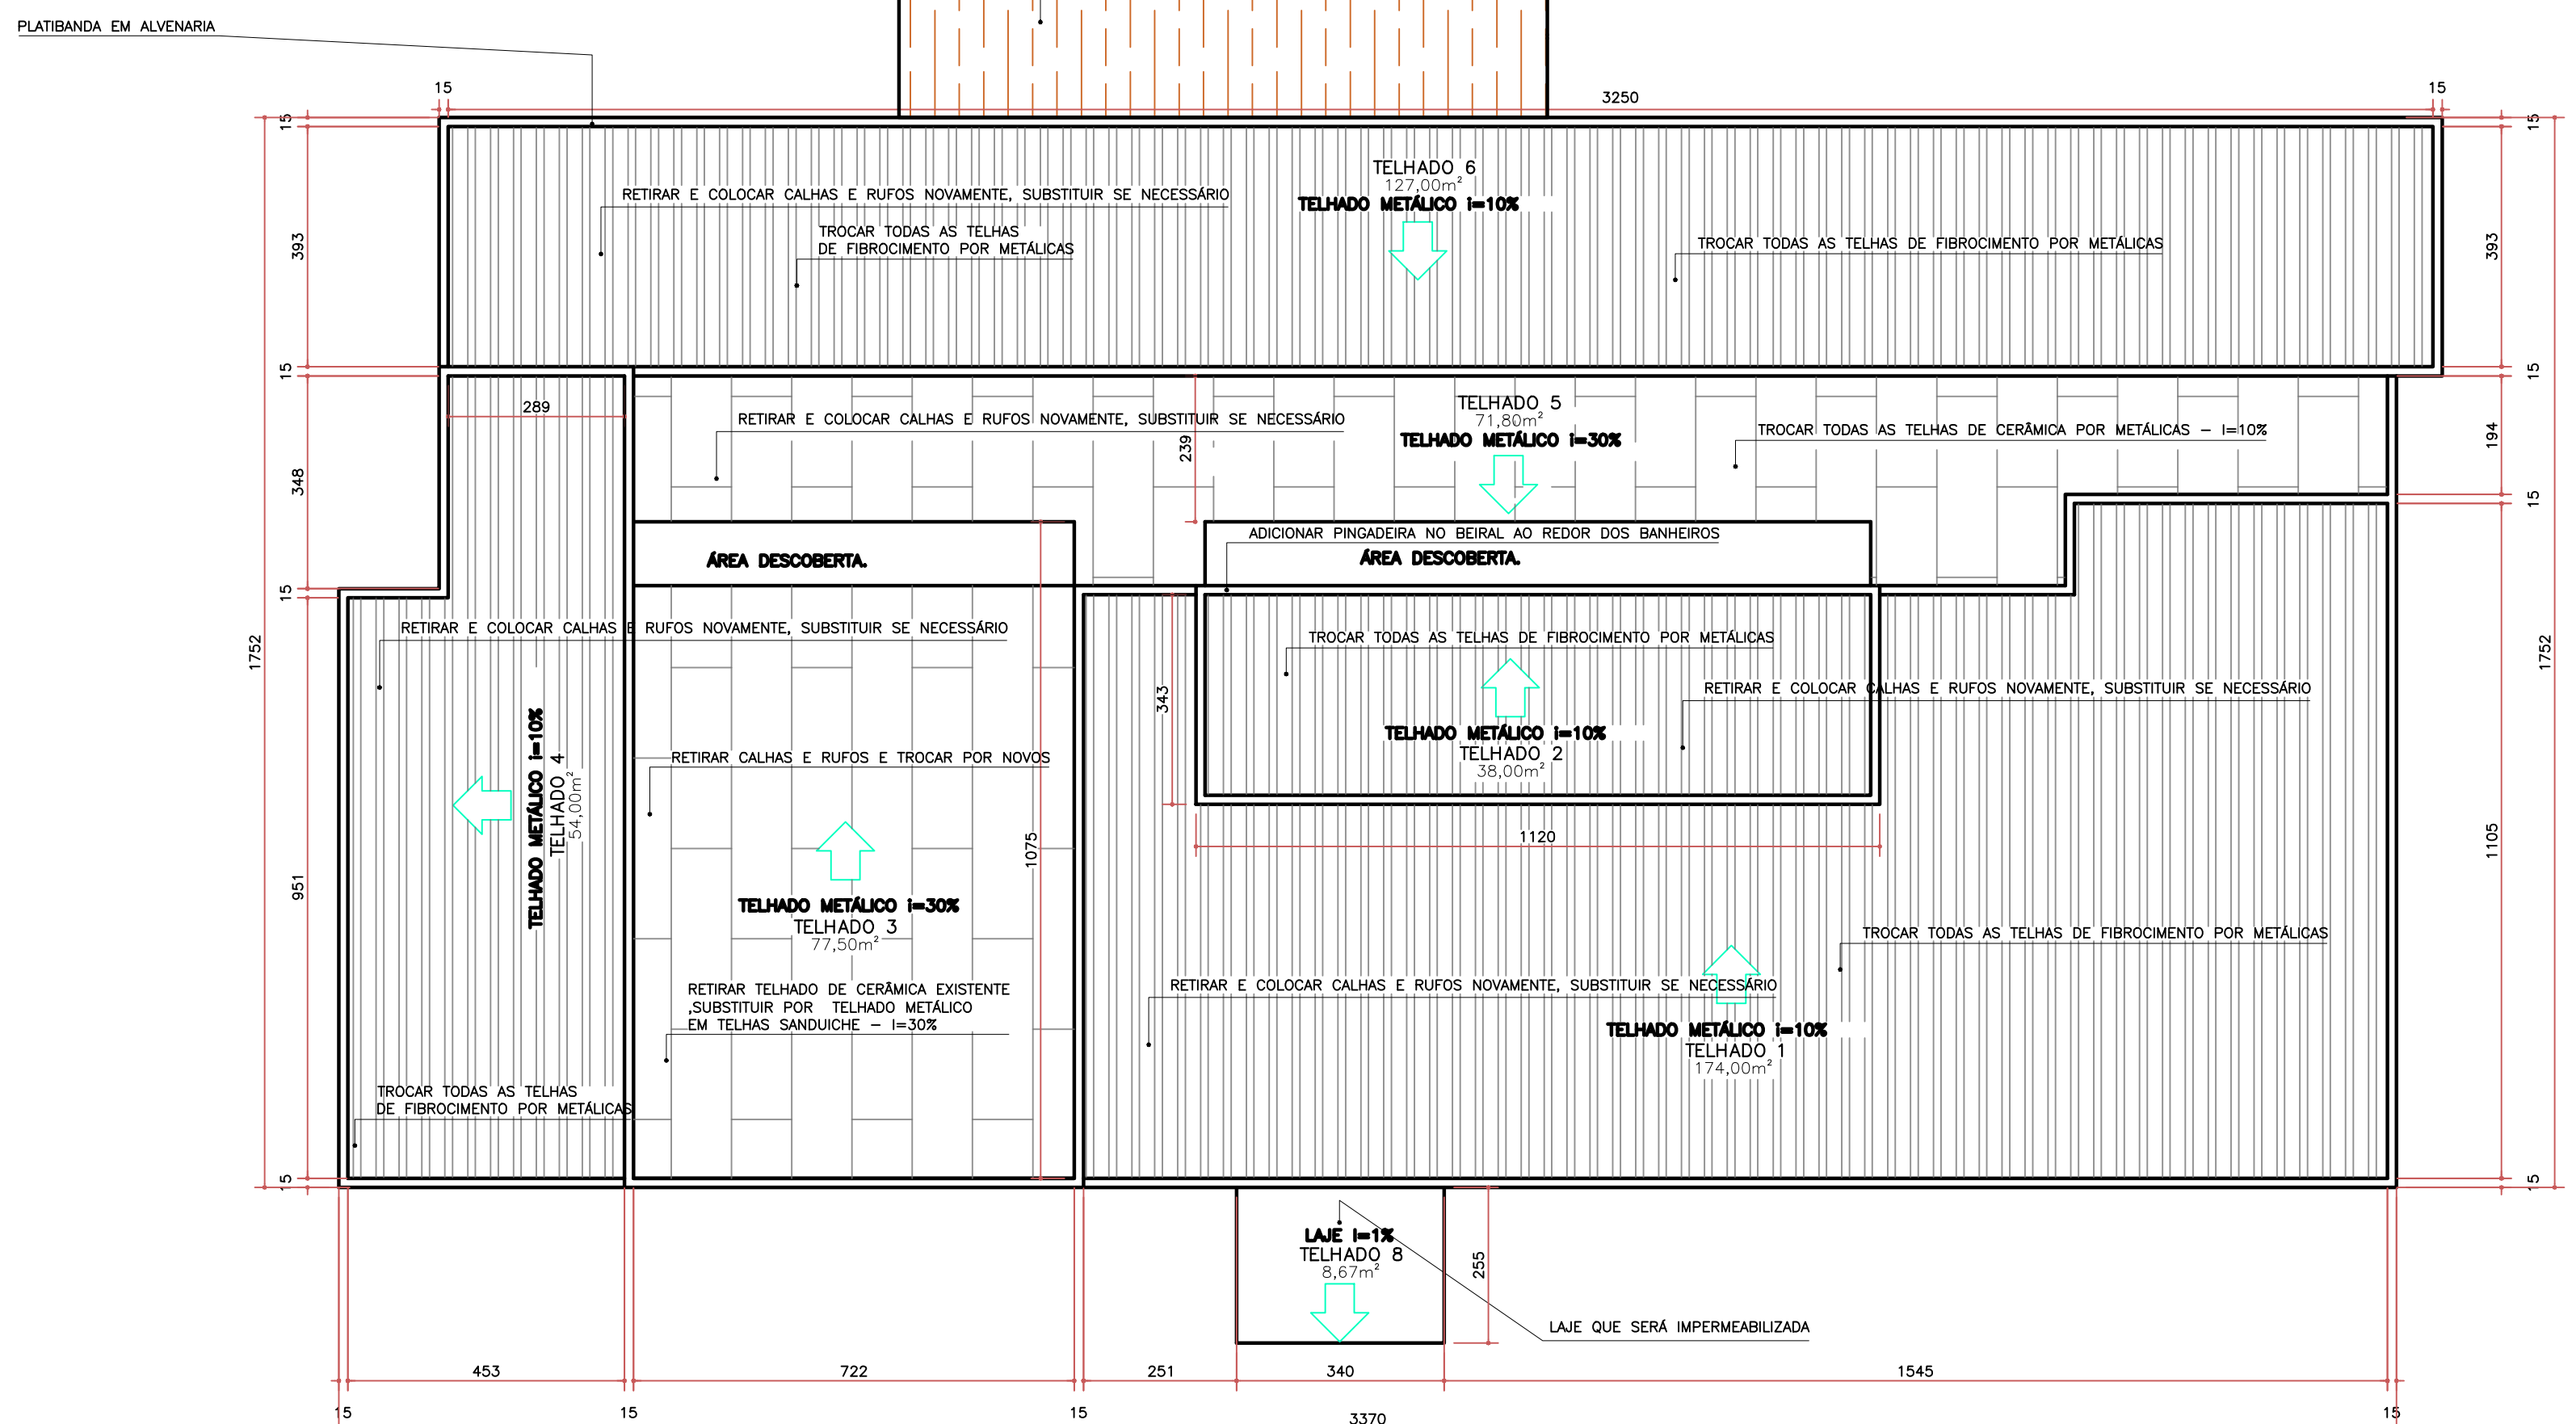 PLATIBANDA EM ALVENARIA
15
3250
15
15
15
TELHADO 6
127,00m²
TELHADO METÁLICO i=10%
RETIRAR E COLOCAR CALHAS E RUFOS NOVAMENTE, SUBSTITUIR SE NECESSÁRIO
TROCAR TODAS AS TELHAS
DE FIBROCIMENTO POR METÁLICAS
TROCAR TODAS AS TELHAS DE FIBROCIMENTO POR METÁLICAS
393
393
15
15
289
RETIRAR E COLOCAR CALHAS E RUFOS NOVAMENTE, SUBSTITUIR SE NECESSÁRIO
239
TELHADO 5
71,80m²
TELHADO METÁLICO i=30%
TROCAR TODAS AS TELHAS DE CERÂMICA POR METÁLICAS - I=10%
194
348
15
ADICIONAR PINGADEIRA NO BEIRAL AO REDOR DOS BANHEIROS
ÁREA DESCOBERTA.
ÁREA DESCOBERTA.
15
RETIRAR E COLOCAR CALHAS E RUFOS NOVAMENTE, SUBSTITUIR SE NECESSÁRIO
TROCAR TODAS AS TELHAS DE FIBROCIMENTO POR METÁLICAS
1752
1752
343
RETIRAR E COLOCAR CALHAS E RUFOS NOVAMENTE, SUBSTITUIR SE NECESSÁRIO
TELHADO METÁLICO i=10%
TELHADO 2
38,00m²
RETIRAR CALHAS E RUFOS E TROCAR POR NOVOS
TELHADO METÁLICO i=10%
TELHADO 4
54,00m²
1120
1075
1105
951
TELHADO METÁLICO i=30%
TELHADO 3
77,50m²
TROCAR TODAS AS TELHAS DE FIBROCIMENTO POR METÁLICAS
RETIRAR TELHADO DE CERÂMICA EXISTENTE
,SUBSTITUIR POR TELHADO METÁLICO
EM TELHAS SANDUICHE - I=30%
RETIRAR E COLOCAR CALHAS E RUFOS NOVAMENTE, SUBSTITUIR SE NECESSÁRIO
TELHADO METÁLICO i=10%
TELHADO 1
174,00m²
TROCAR TODAS AS TELHAS
DE FIBROCIMENTO POR METÁLICAS
15
15
LAJE I=1%
TELHADO 8
8,67m²
255
LAJE QUE SERÁ IMPERMEABILIZADA
453
722
251
340
1545
15
15
15
3370
15